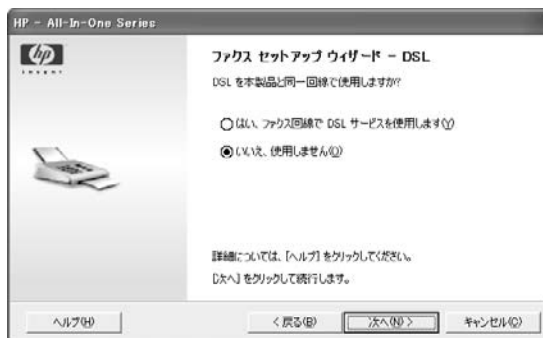 HP - All-In-One Series
hp
invent
ファクス セットアップ ウィザード - DSL
DSL を本製品と同一回線で使用しますか?
はい、ファクス回線で DSL サービスを使用します(Y)
いいえ、使用しません(O)
詳細については、[ヘルプ] をクリックしてください。
[次へ] をクリックして続行します。
ヘルプ(H)
< 戻る(B)
次へ(N) >
キャンセル(C)